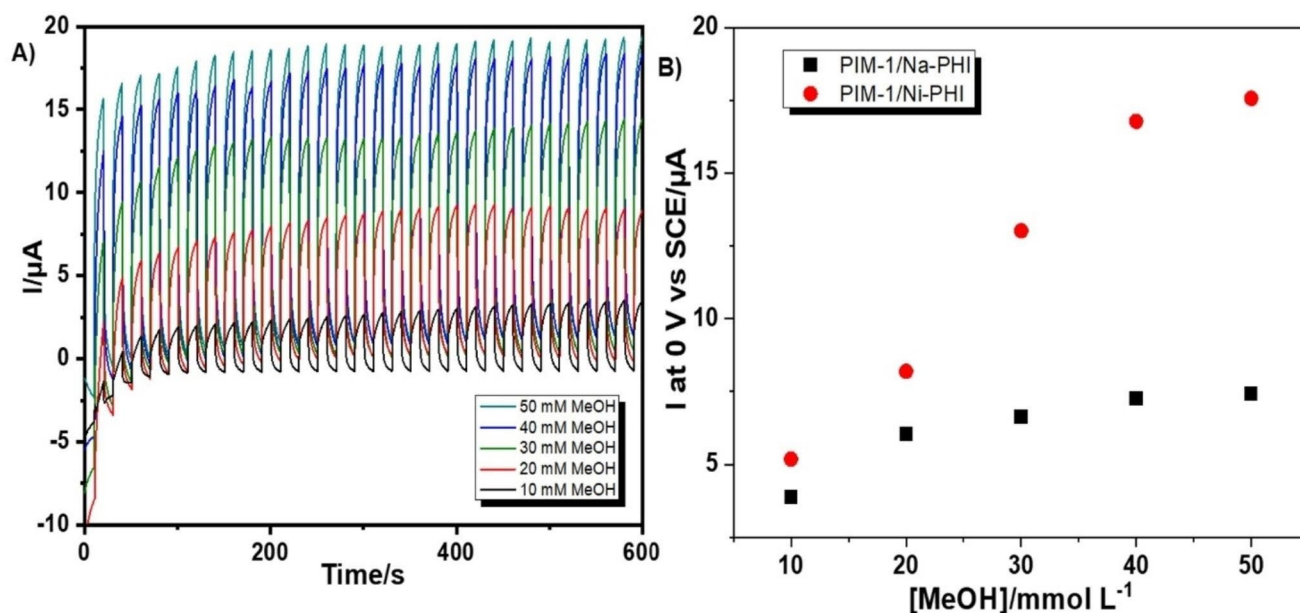 A)
I/µA
20
15
10
5
0
-5
-10
50 mM MeOH
40 mM MeOH
30 mM MeOH
20 mM MeOH
10 mM MeOH
0
200
400
600
Time/s
B)
I at 0 V vs SCE/µA
20
15
10
5
PIM-1/Na-PHI
PIM-1/Ni-PHI
10
20
30
40
50
[MeOH]/mmol L⁻¹